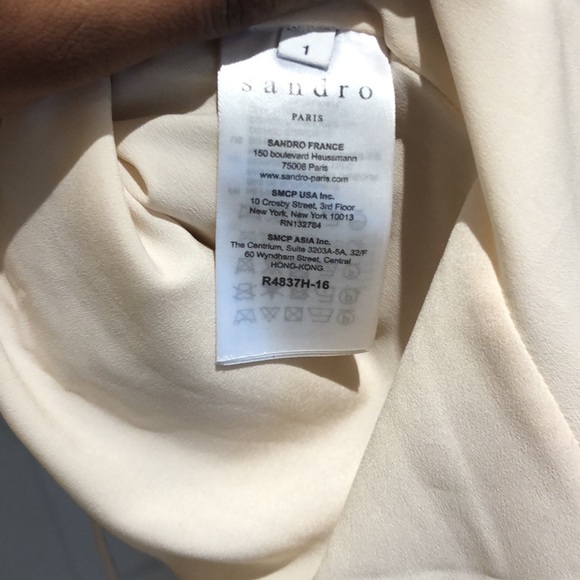 1
sandro
PARIS
SANDRO FRANCE
150 boulevard Haussmann
75008 Paris
www.sandro-paris.com
SMCP USA Inc.
10 Crosby Street, 3rd Floor
New York, New York 10013
RN132784
SMCP ASIA Inc.
The Centrium, Suite 3203A-5A, 32/F
60 Wyndham Street, Central
HONG-KONG
R4837H-16